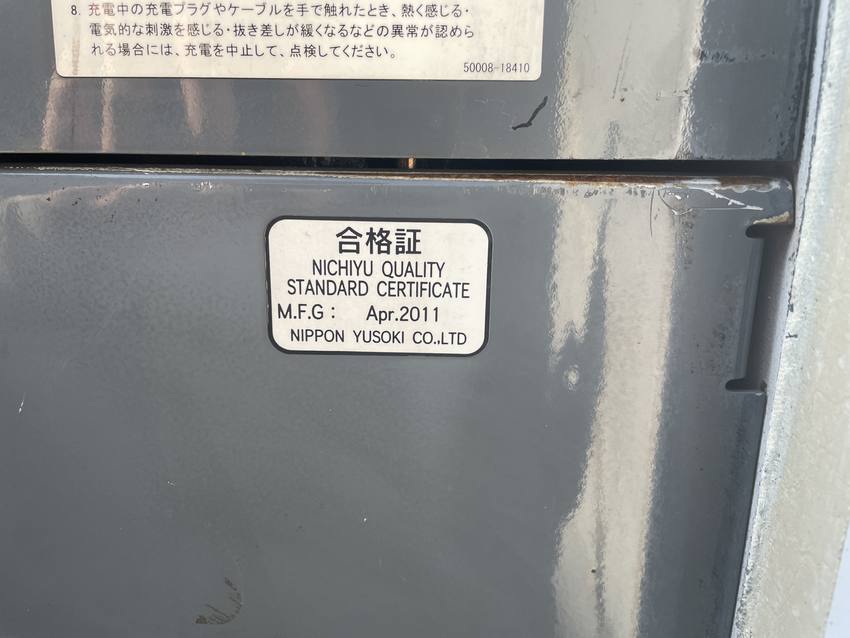 8. 充電中の充電プラグやケーブルを手で触れたとき、熱く感じる・
電気的な刺激を感じる・抜き差しが緩くなるなどの異常が認めら
れる場合には、充電を中止して、点検してください。
50008-18410
合格証
NICHIYU QUALITY
STANDARD CERTIFICATE
M.F.G : Apr.2011
NIPPON YUSOKI CO.,LTD